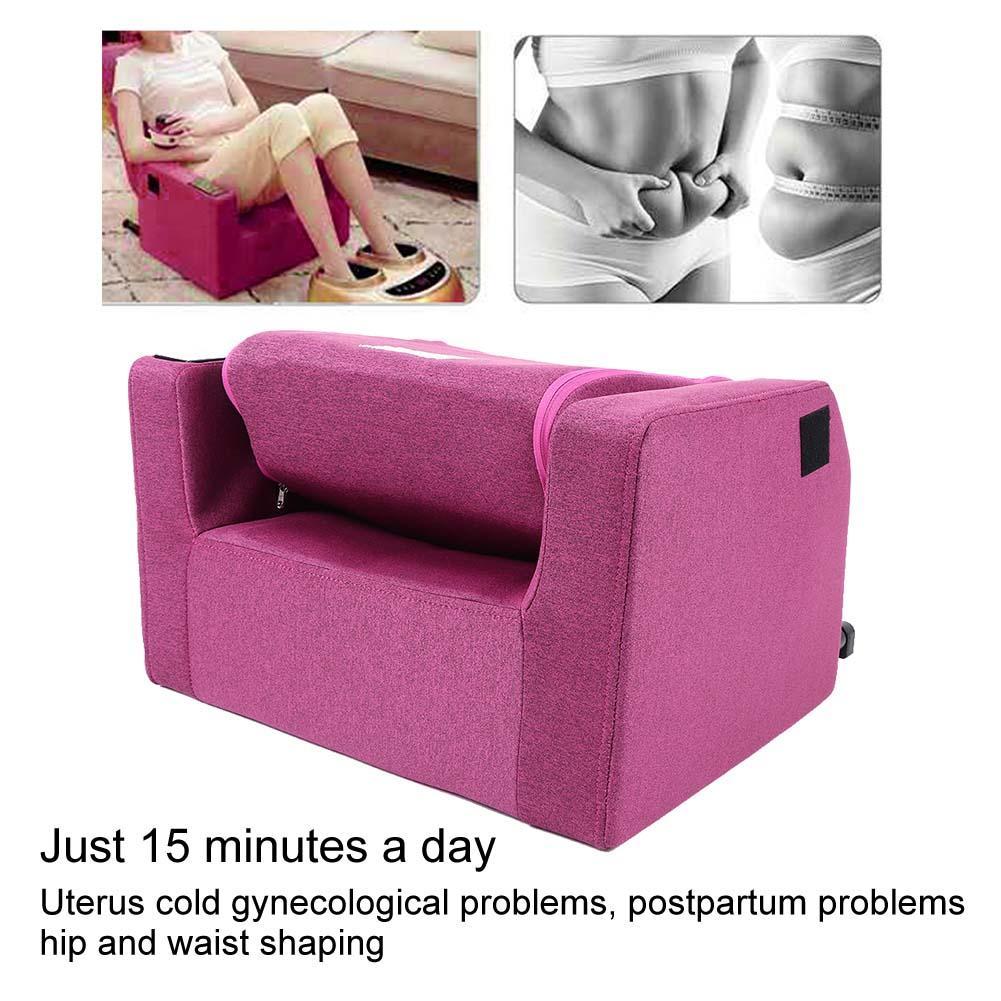 Just 15 minutes a day
Uterus cold gynecological problems, postpartum problems
hip and waist shaping